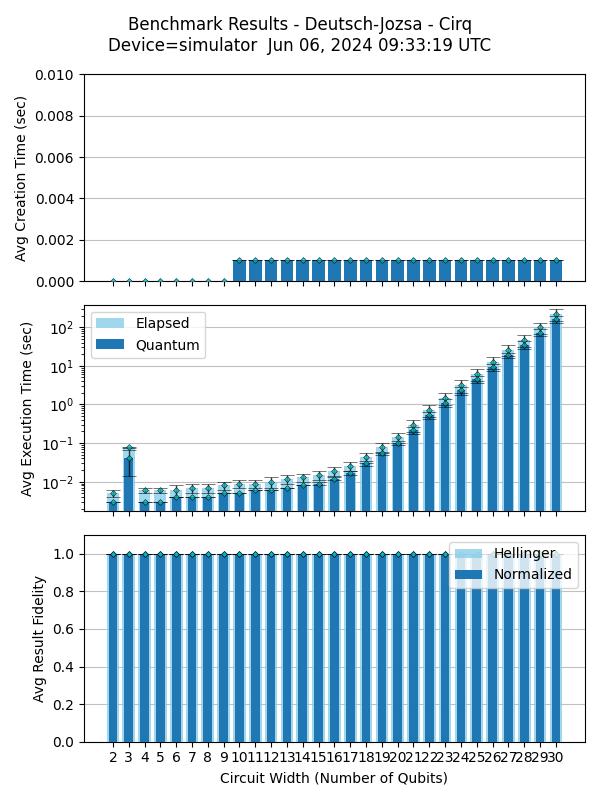 Benchmark Results - Deutsch-Jozsa - Cirq
Device=simulator  Jun 06, 2024 09:33:19 UTC
Avg Creation Time (sec)
0.010
0.008
0.006
0.004
0.002
0.000
Avg Execution Time (sec)
10²
10¹
10⁰
10⁻¹
10⁻²
Elapsed
Quantum
Avg Result Fidelity
1.0
0.8
0.6
0.4
0.2
0.0
Hellinger
Normalized
2 3 4 5 6 7 8 9 10 11 12 13 14 15 16 17 18 19 20 21 22 23 24 25 26 27 28 29 30
Circuit Width (Number of Qubits)